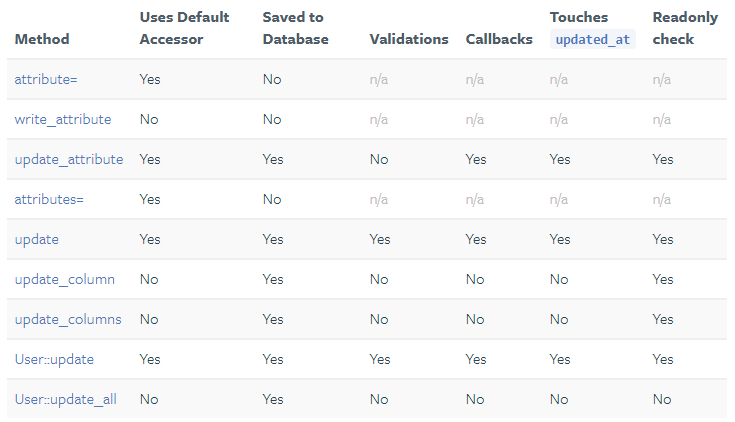 Method Uses Default Accessor Saved to Database Validations Callbacks Touches updated_at Readonly check
attribute= Yes No n/a n/a n/a n/a
write_attribute No No n/a n/a n/a n/a
update_attribute Yes Yes No Yes Yes Yes
attributes= Yes No n/a n/a n/a n/a
update Yes Yes Yes Yes Yes Yes
update_column No Yes No No No Yes
update_columns No Yes No No No Yes
User::update Yes Yes Yes Yes Yes Yes
User::update_all No Yes No No No No